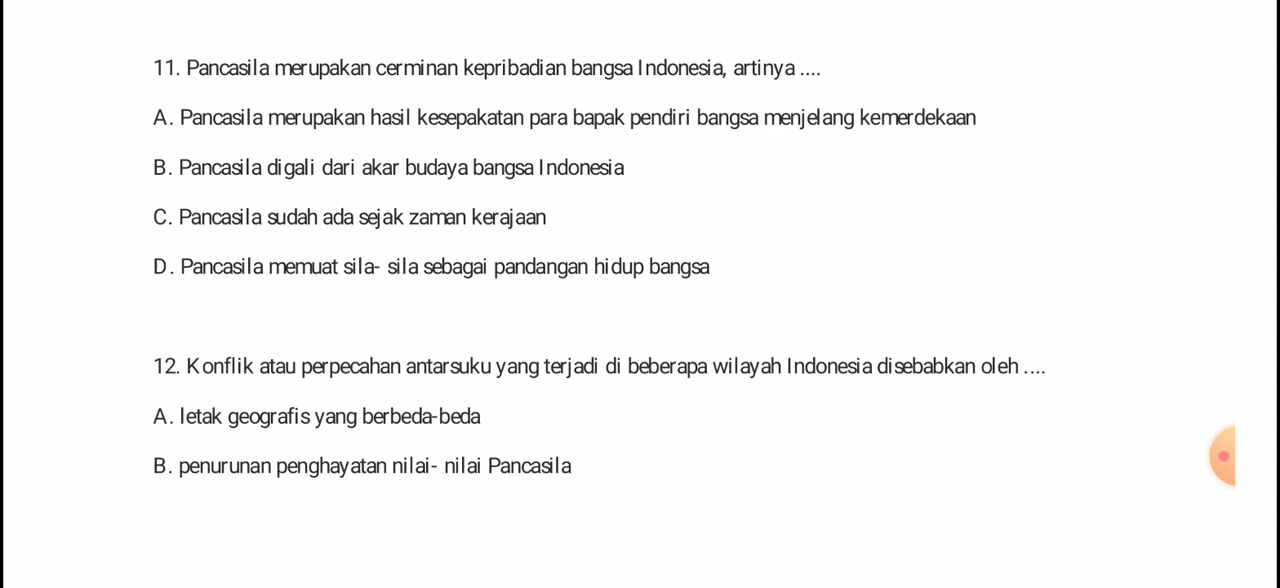 11. Pancasila merupakan cerminan kepribadian bangsa Indonesia, artinya ....
A. Pancasila merupakan hasil kesepakatan para bapak pendiri bangsa menjelang kemerdekaan
B. Pancasila digali dari akar budaya bangsa Indonesia
C. Pancasila sudah ada sejak zaman kerajaan
D. Pancasila memuat sila- sila sebagai pandangan hidup bangsa
12. Konflik atau perpecahan antarsuku yang terjadi di beberapa wilayah Indonesia disebabkan oleh ....
A. letak geografis yang berbeda-beda
B. penurunan penghayatan nilai- nilai Pancasila